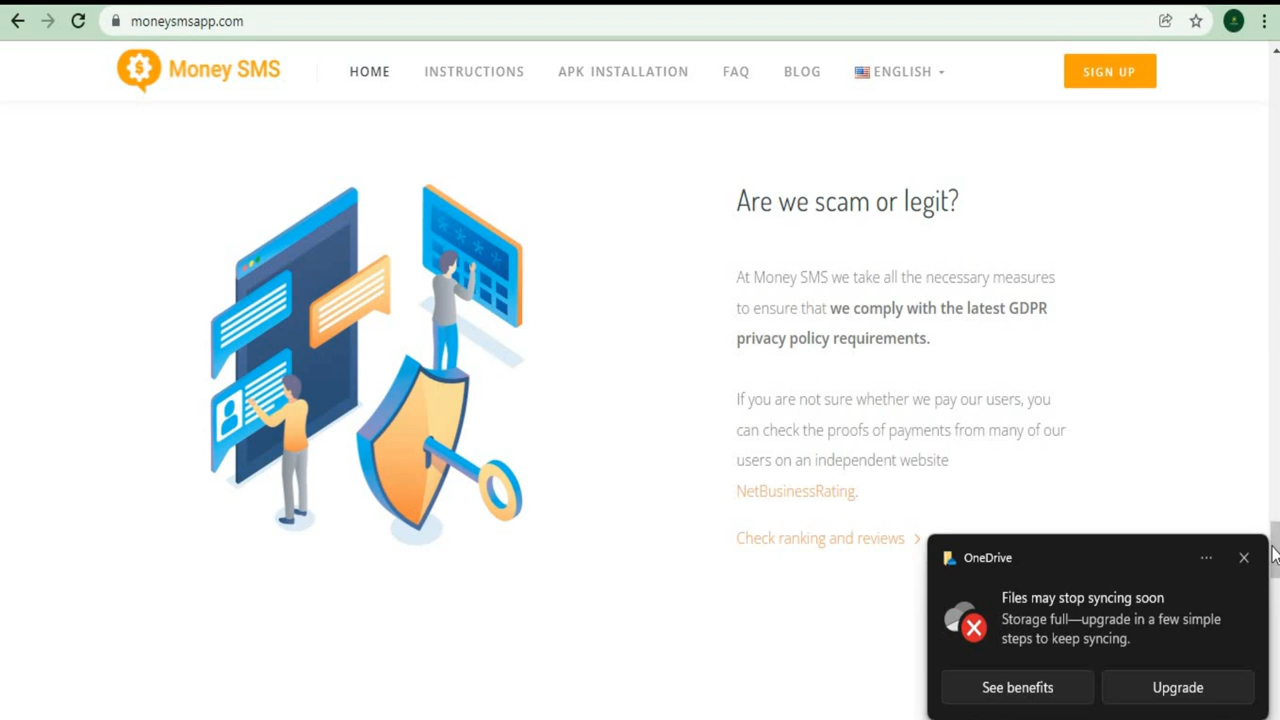 moneysmsapp.com
Money SMS
HOME
INSTRUCTIONS
APK INSTALLATION
FAQ
BLOG
ENGLISH
SIGN UP
Are we scam or legit?
At Money SMS we take all the necessary measures
to ensure that we comply with the latest GDPR
privacy policy requirements.
If you are not sure whether we pay our users, you
can check the proofs of payments from many of our
users on an independent website
NetBusinessRating.
Check ranking and reviews
OneDrive
Files may stop syncing soon
Storage full—upgrade in a few simple
steps to keep syncing.
See benefits
Upgrade